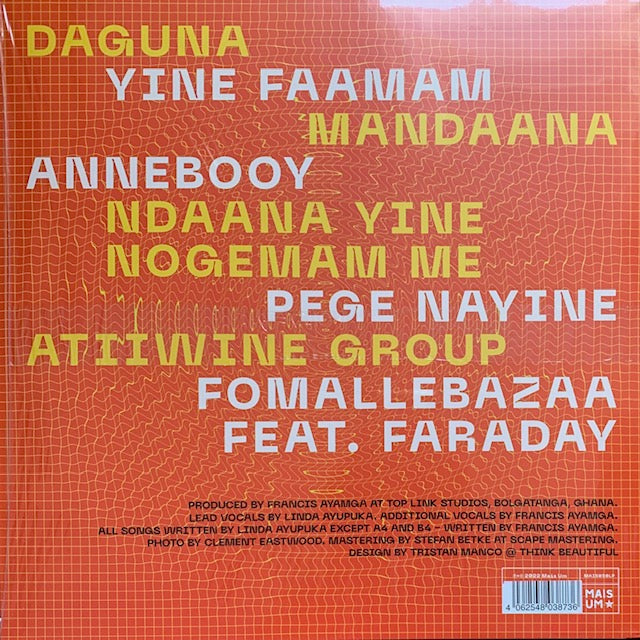 DAGUNA
YINE FAAMAM
MANDAANA
ANNEBOOY
NDAANA YINE
NOGEMAM ME
PEGE NAYINE
ATIIWINE GROUP
FOMALLEBAZAA
FEAT. FARADAY
PRODUCED BY FRANCIS AYAMGA AT TOP LINK STUDIOS, BOLGATANGA, GHANA.
LEAD VOCALS BY LINDA AYUPUKA. ADDITIONAL VOCALS BY FRANCIS AYAMGA.
ALL SONGS WRITTEN BY LINDA AYUPUKA EXCEPT A4 AND B4 – WRITTEN BY FRANCIS AYAMGA.
PHOTO BY CLEMENT EASTWOOD. MASTERING BY STEFAN BETKE AT SCAPE MASTERING.
DESIGN BY TRISTAN MANCO @ THINK BEAUTIFUL
℗+© 2022 Mais Um
MAIS050LP
4 062548 038736
MAIS
UM★